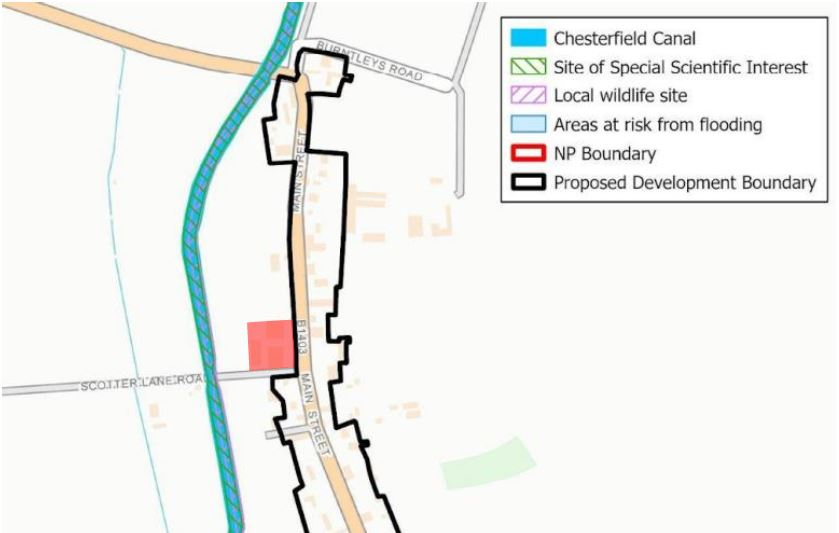 BURNTLEYS ROAD
MAIN STREET
B1403
MAIN STREET
SCOTTER LANE ROAD
Chesterfield Canal
Site of Special Scientific Interest
Local wildlife site
Areas at risk from flooding
NP Boundary
Proposed Development Boundary